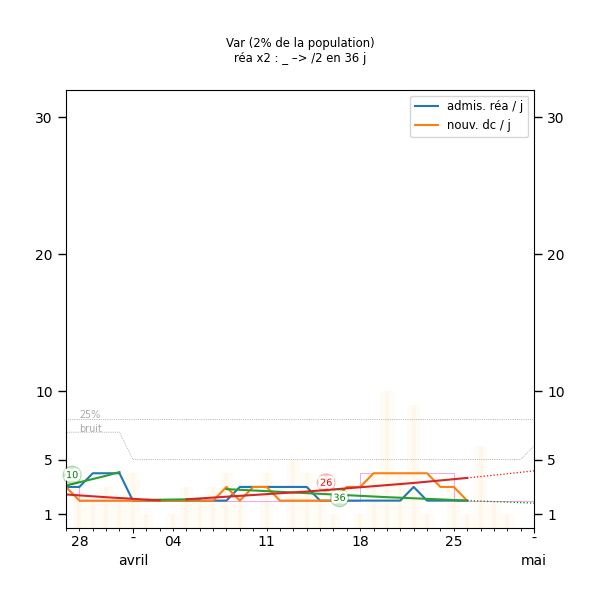 Var (2% de la population)
réa x2 : _ –> /2 en 36 j
admis. réa / j
nouv. dc / j
30 30
20 20
10 10
25%
bruit
5 5
10
26
36
1 1
28 - 04 11 18 25 -
avril mai